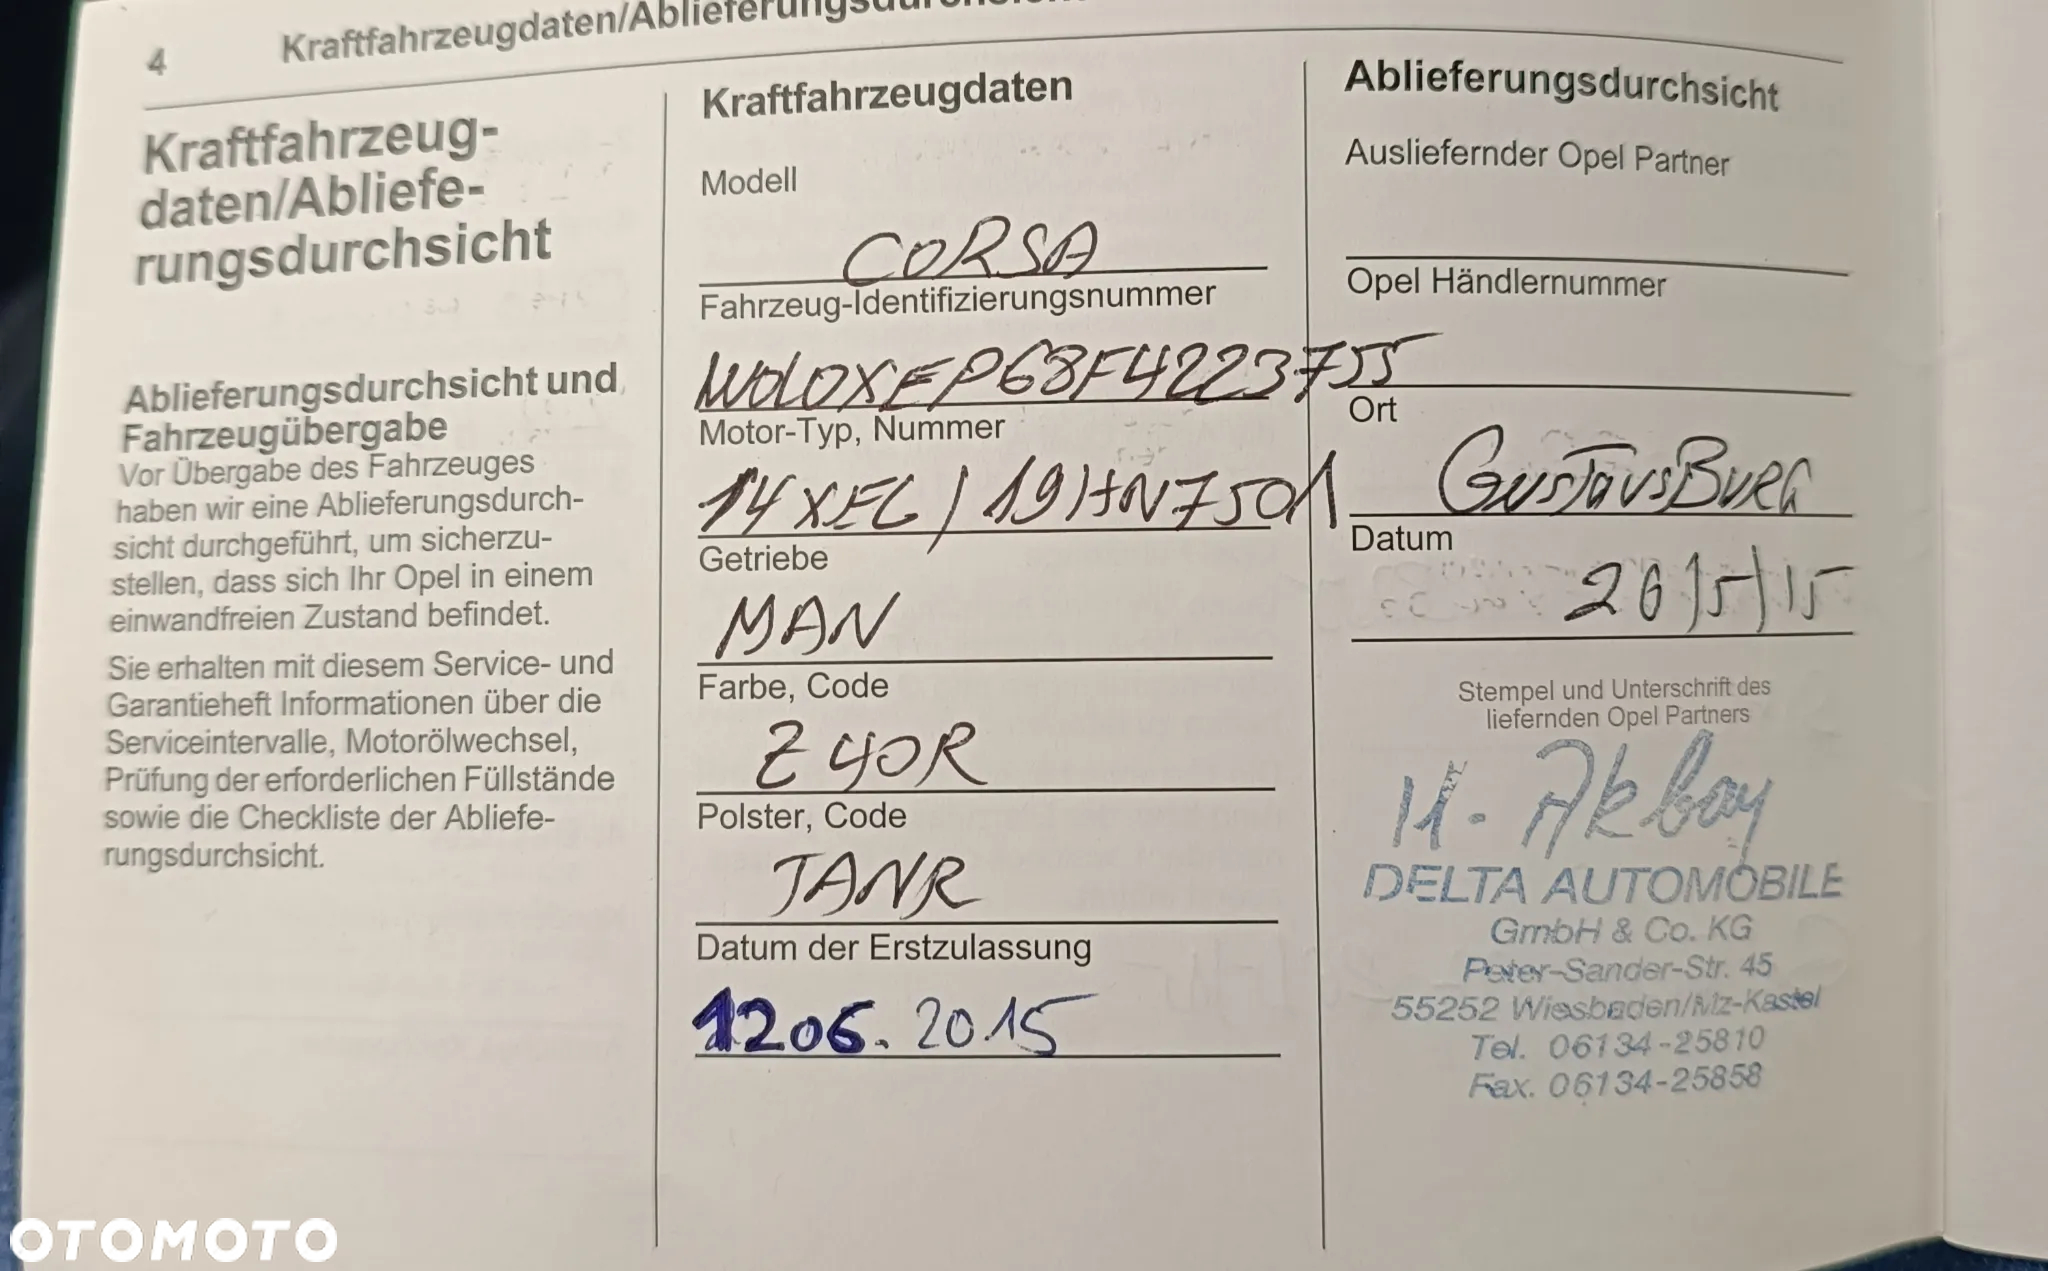 4
Kraftfahrzeugdaten/Ablieferungsdurchsicht
Kraftfahrzeug-
daten/Abliefe-
rungsdurchsicht
Ablieferungsdurchsicht und
Fahrzeugübergabe
Vor Übergabe des Fahrzeuges
haben wir eine Ablieferungsdurch-
sicht durchgeführt, um sicherzu-
stellen, dass sich Ihr Opel in einem
einwandfreien Zustand befindet.
Sie erhalten mit diesem Service- und
Garantieheft Informationen über die
Serviceintervalle, Motorölwechsel,
Prüfung der erforderlichen Füllstände
sowie die Checkliste der Abliefe-
rungsdurchsicht.
Kraftfahrzeugdaten
Modell
CORSA
Fahrzeug-Identifizierungsnummer
W0L0XEP68F4223755
Motor-Typ, Nummer
14XEL / 19HN7501
Getriebe
MAN
Farbe, Code
Z40R
Polster, Code
TANR
Datum der Erstzulassung
1206.2015
Ablieferungsdurchsicht
Ausliefernder Opel Partner
Opel Händlernummer
Ort
GustavsBurg
Datum
26/5/15
Stempel und Unterschrift des
liefernden Opel Partners
Akbay
DELTA AUTOMOBILE
GmbH & Co. KG
Peter-Sander-Str. 45
55252 Wiesbaden/Mz-Kastel
Tel. 06134-25810
Fax. 06134-25858
OTOMOTO